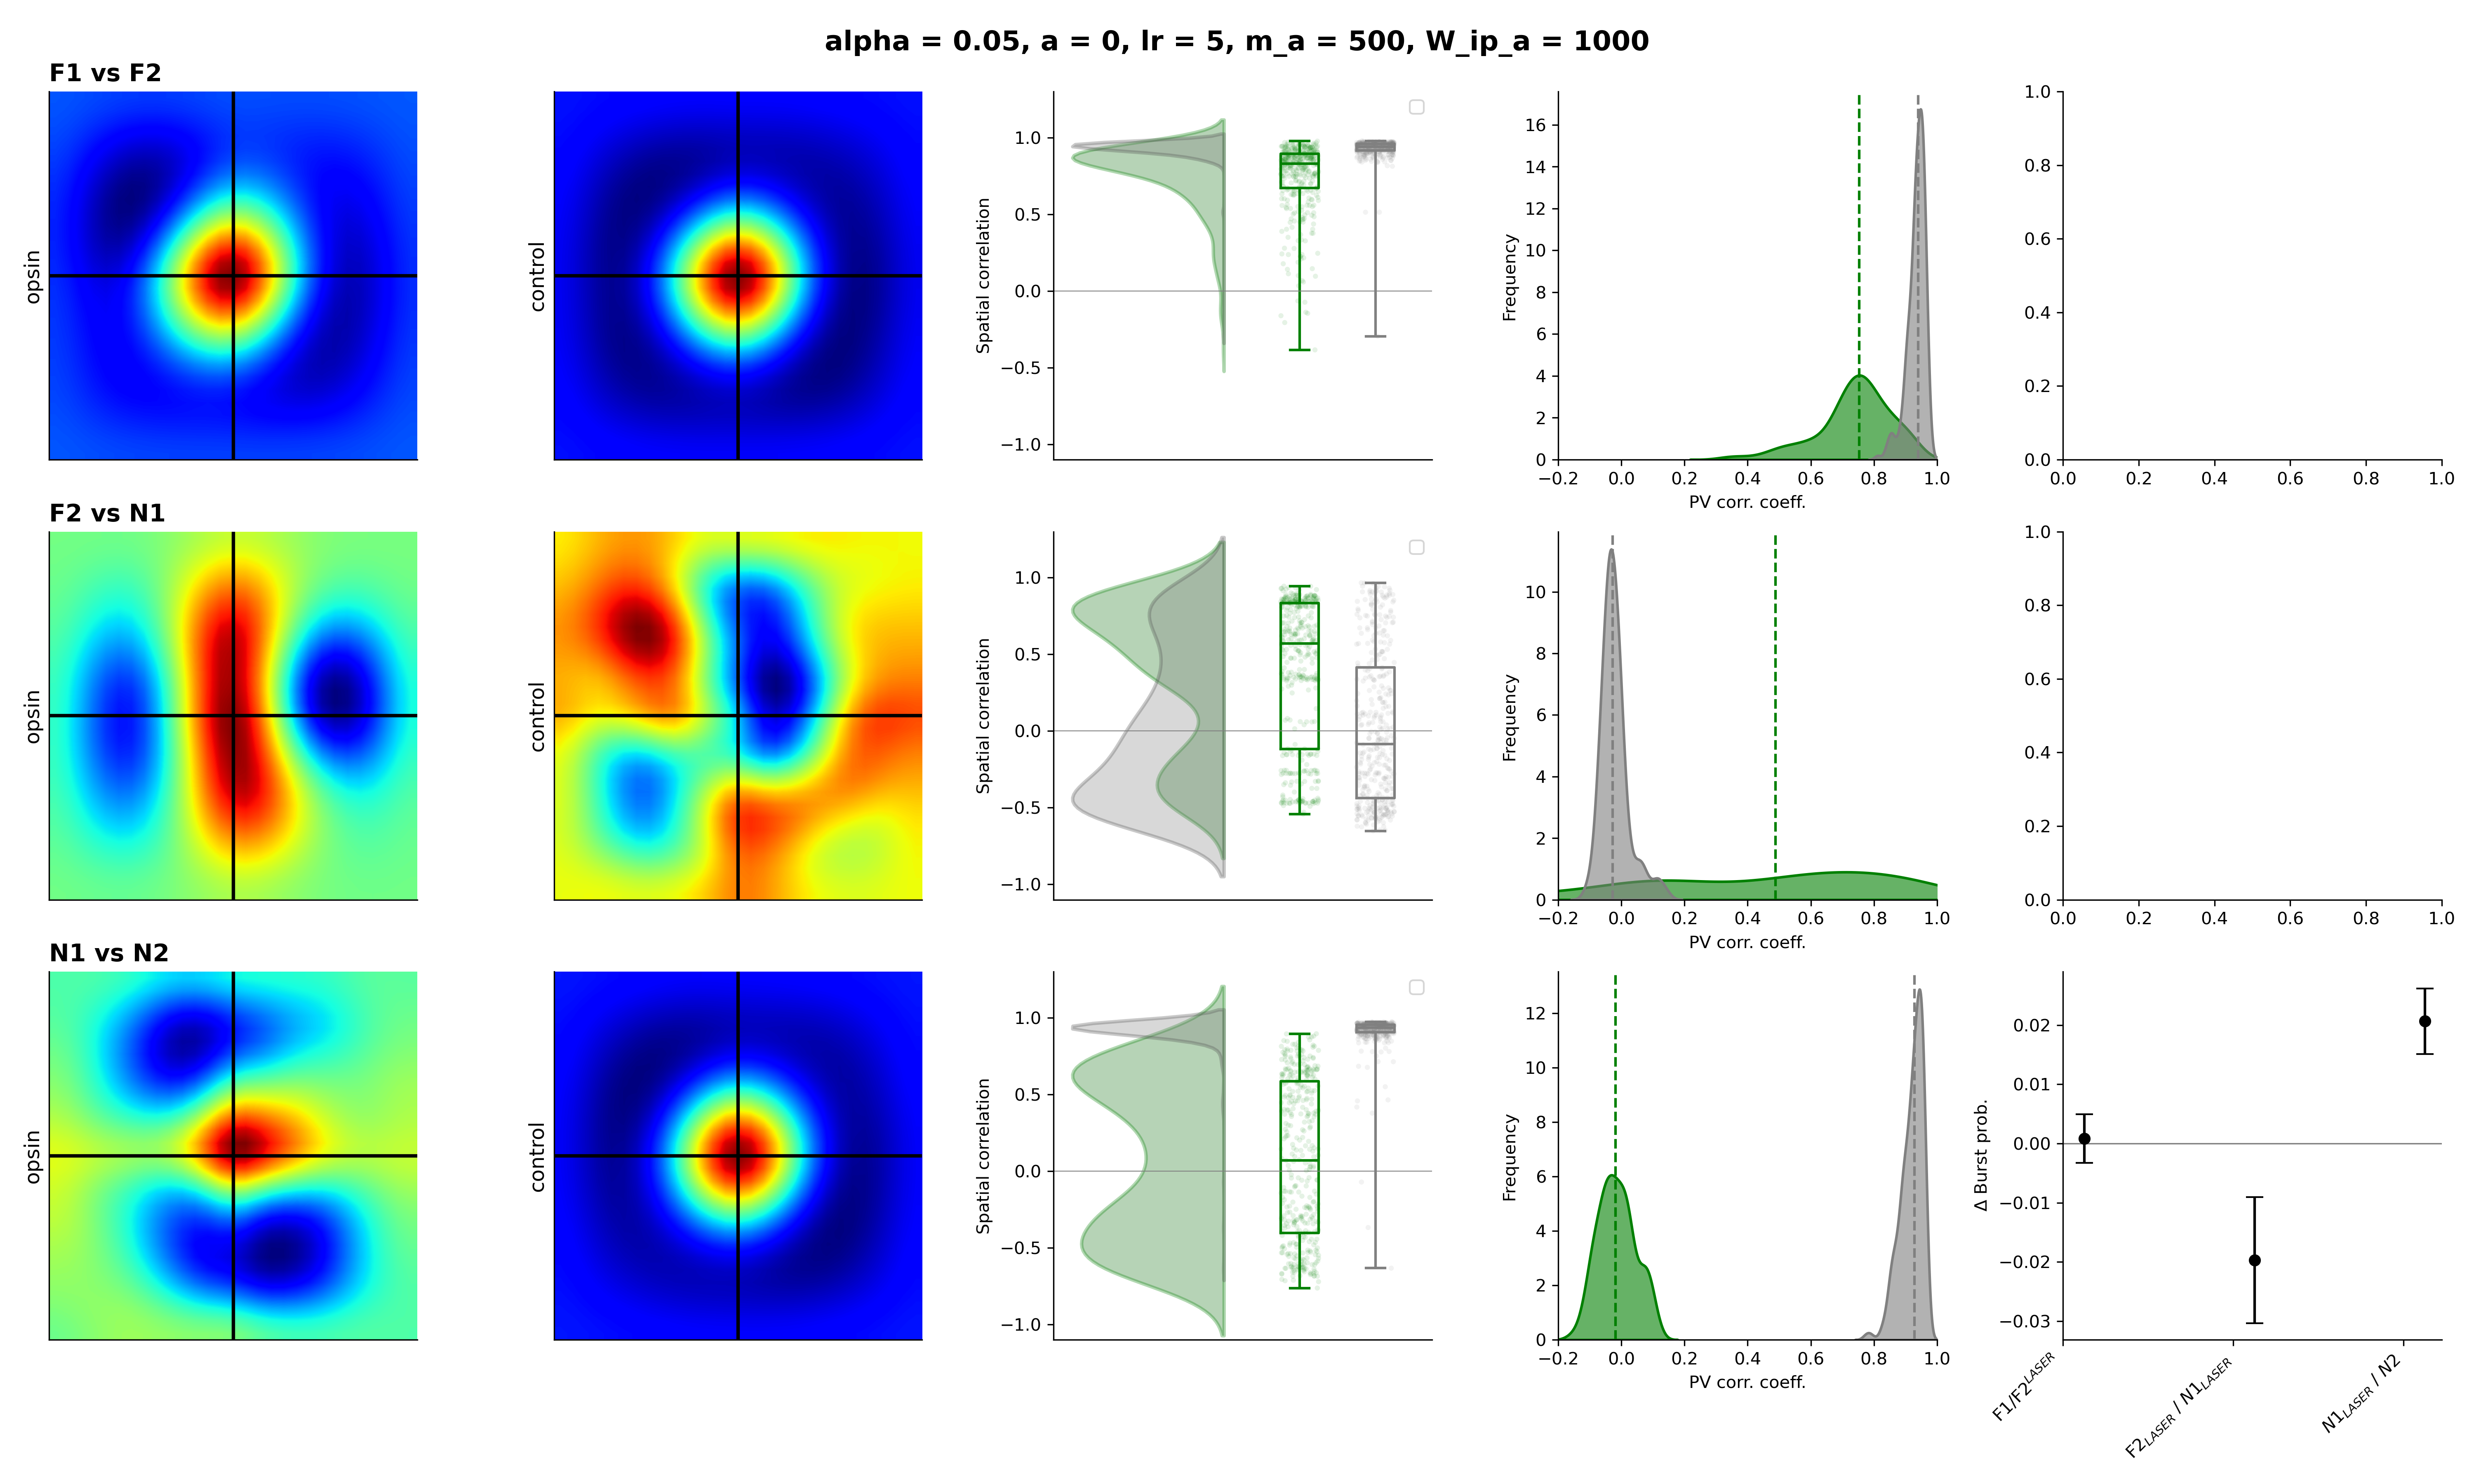 alpha = 0.05, a = 0, lr = 5, m_a = 500, W_ip_a = 1000
F1 vs F2
opsin
control
Spatial correlation
1.0
0.5
0.0
−0.5
−1.0
Frequency
16
14
12
10
8
6
4
2
0
−0.2 0.0 0.2 0.4 0.6 0.8 1.0
PV corr. coeff.
1.0
0.8
0.6
0.4
0.2
0.0
0.0 0.2 0.4 0.6 0.8 1.0
F2 vs N1
opsin
control
Spatial correlation
1.0
0.5
0.0
−0.5
−1.0
Frequency
10
8
6
4
2
0
−0.2 0.0 0.2 0.4 0.6 0.8 1.0
PV corr. coeff.
1.0
0.8
0.6
0.4
0.2
0.0
0.0 0.2 0.4 0.6 0.8 1.0
N1 vs N2
opsin
control
Spatial correlation
1.0
0.5
0.0
−0.5
−1.0
Frequency
12
10
8
6
4
2
0
−0.2 0.0 0.2 0.4 0.6 0.8 1.0
PV corr. coeff.
Δ Burst prob.
0.02
0.01
0.00
−0.01
−0.02
−0.03
F1/F2LASER
F2LASER / N1LASER
N1LASER / N2